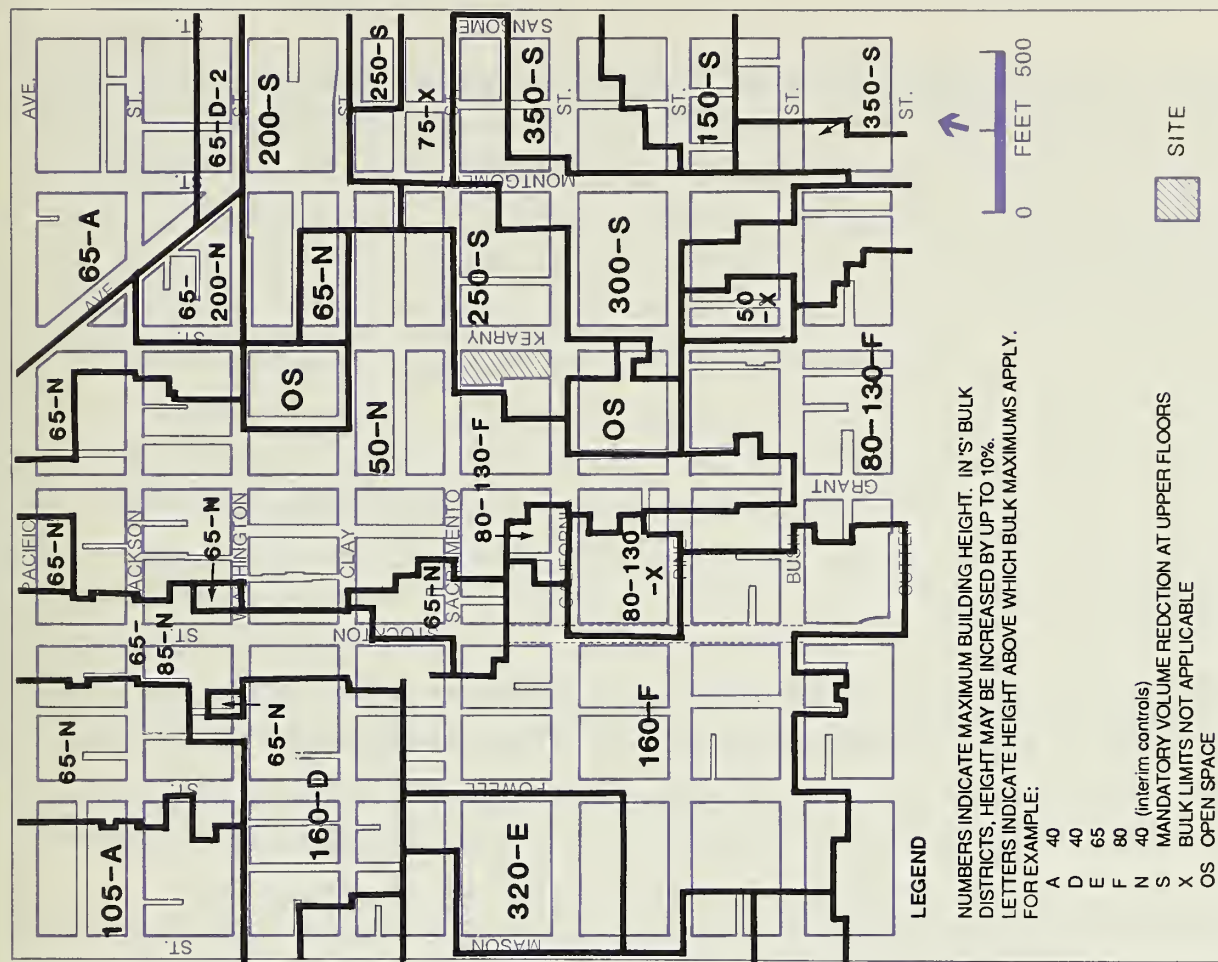 AVE.
ST.
ST.
SANSOME
ST.
65-D-2
ST.
200-S
ST.
250-S
75-X
ST.
350-S
ST.
ST.
150-S
ST.
350-S
ST.
65-A
ST.
MONTGOMERY
AVE.
65-
200-N
65-N
250-S
300-S
50
-X
ST.
KEARNY
65-N
OS
50-N
80-130-F
OS
80-130-F
GRANT
PACIFIC
65-N
JACKSON
65-N
WASHINGTON
CLAY
65-N
SACRAMENTO
CALIFORNIA
80-130
-X
PINE
BUSH
SUTTER
65-
85-N
ST.
STOCKTON
65-N
65-N
160-F
ST.
160-D
POWELL
105-A
320-E
ST.
MASON
0
FEET
500
SITE
LEGEND
NUMBERS INDICATE MAXIMUM BUILDING HEIGHT. IN 'S' BULK
DISTRICTS, HEIGHT MAY BE INCREASED BY UP TO 10%.
LETTERS INDICATE HEIGHT ABOVE WHICH BULK MAXIMUMS APPLY.
FOR EXAMPLE:
A 40
D 40
E 65
F 80
N 40 (interim controls)
S MANDATORY VOLUME REDCTION AT UPPER FLOORS
X BULK LIMITS NOT APPLICABLE
OS OPEN SPACE